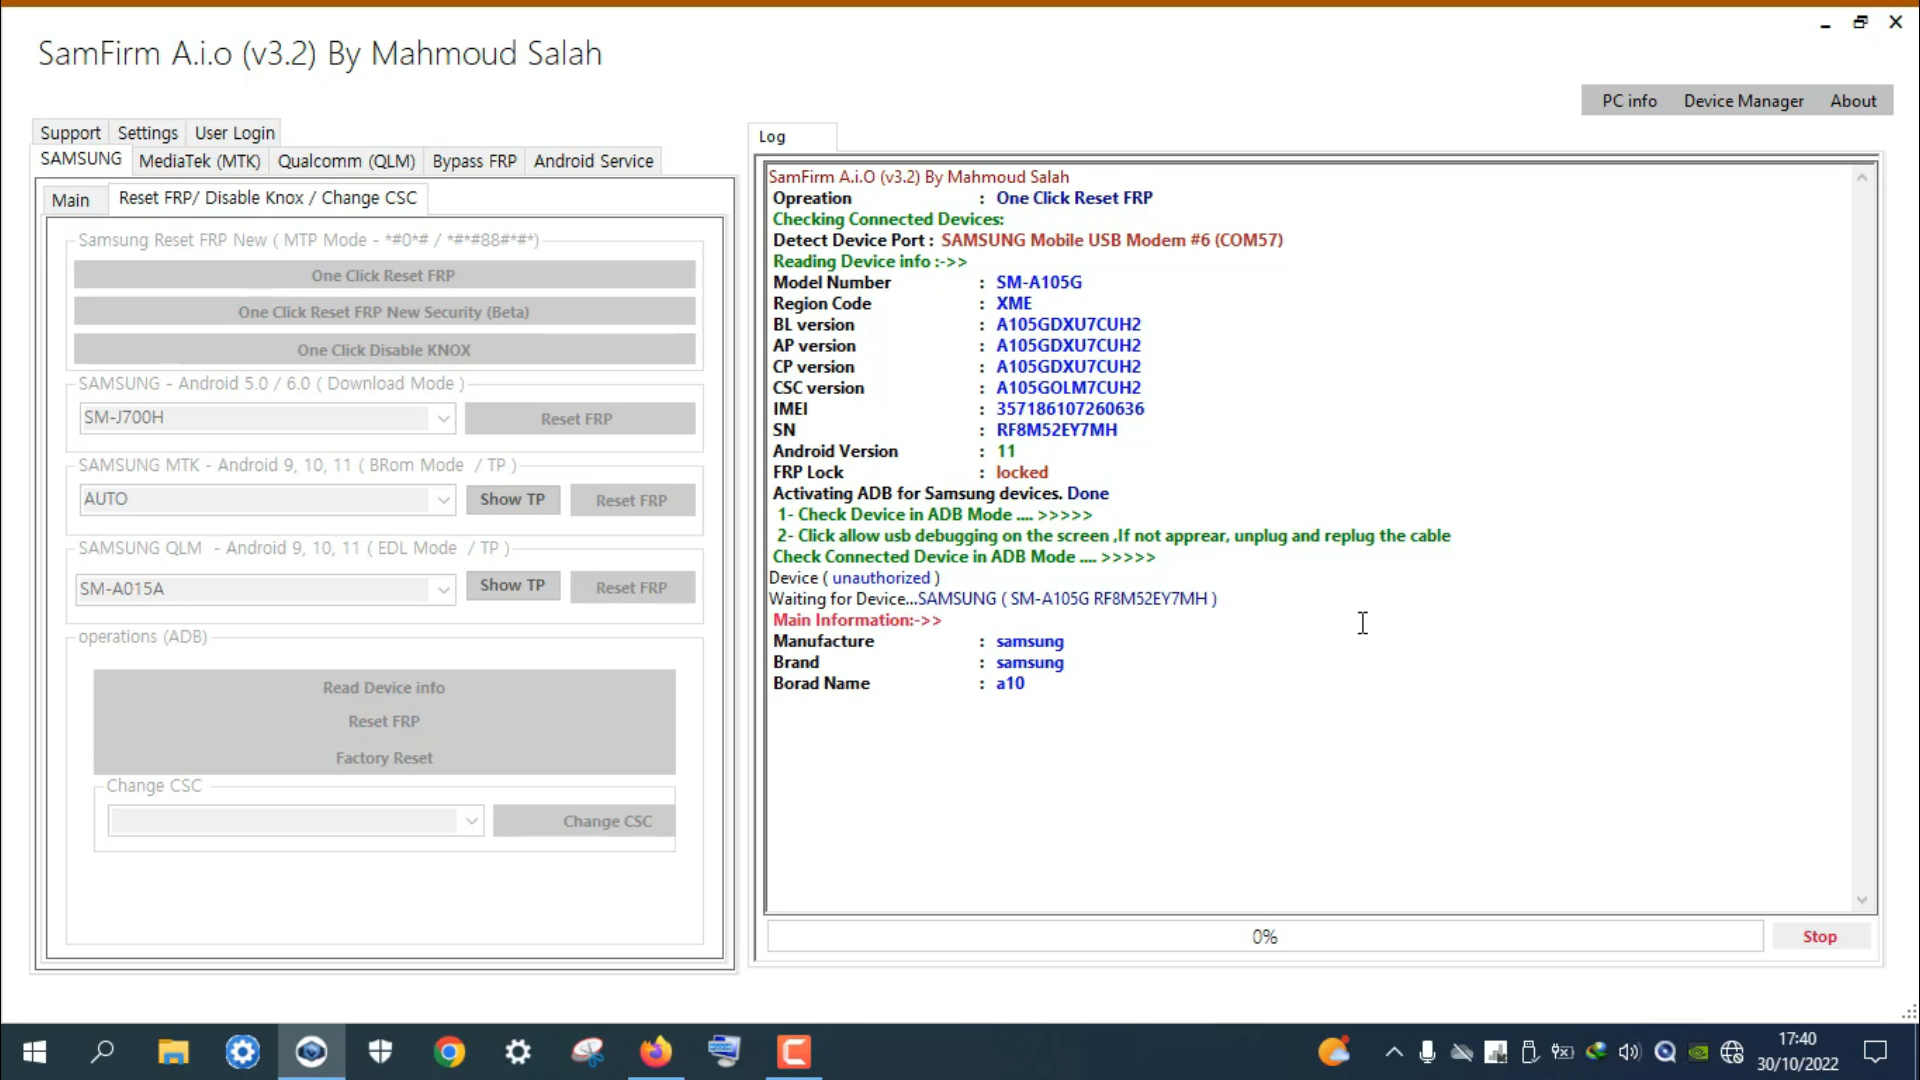 SamFirm A.i.o (v3.2) By Mahmoud Salah
PC info Device Manager About
Support Settings User Login
SAMSUNG MediaTek (MTK) Qualcomm (QLM) Bypass FRP Android Service
Main Reset FRP/ Disable Knox / Change CSC
Samsung Reset FRP New ( MTP Mode - *#0*# / *#*#88#*#*)
One Click Reset FRP
One Click Reset FRP New Security (Beta)
One Click Disable KNOX
SAMSUNG - Android 5.0 / 6.0 ( Download Mode )
SM-J700H Reset FRP
SAMSUNG MTK - Android 9, 10, 11 ( BRom Mode / TP )
AUTO Show TP Reset FRP
SAMSUNG QLM - Android 9, 10, 11 ( EDL Mode / TP )
SM-A015A Show TP Reset FRP
operations (ADB)
Read Device info
Reset FRP
Factory Reset
Change CSC
Change CSC
Log
SamFirm A.i.O (v3.2) By Mahmoud Salah
Opreation : One Click Reset FRP
Checking Connected Devices:
Detect Device Port : SAMSUNG Mobile USB Modem #6 (COM57)
Reading Device info :->>
Model Number : SM-A105G
Region Code : XME
BL version : A105GDXU7CUH2
AP version : A105GDXU7CUH2
CP version : A105GDXU7CUH2
CSC version : A105GOLM7CUH2
IMEI : 357186107260636
SN : RF8M52EY7MH
Android Version : 11
FRP Lock : locked
Activating ADB for Samsung devices. Done
1- Check Device in ADB Mode .... >>>>>
2- Click allow usb debugging on the screen ,If not apprear, unplug and replug the cable
Check Connected Device in ADB Mode .... >>>>>
Device ( unauthorized )
Waiting for Device...SAMSUNG ( SM-A105G RF8M52EY7MH )
Main Information:->>
Manufacture : samsung
Brand : samsung
Borad Name : a10
0% Stop
17:40
30/10/2022